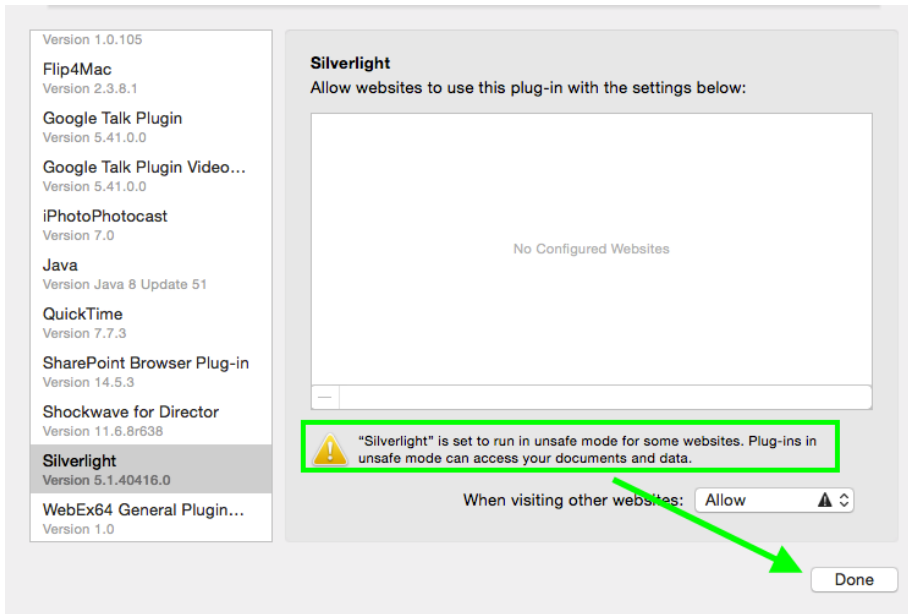 Version 1.0.105
Flip4Mac
Version 2.3.8.1
Google Talk Plugin
Version 5.41.0.0
Google Talk Plugin Video...
Version 5.41.0.0
iPhotoPhotocast
Version 7.0
Java
Version Java 8 Update 51
QuickTime
Version 7.7.3
SharePoint Browser Plug-in
Version 14.5.3
Shockwave for Director
Version 11.6.8r638
Silverlight
Version 5.1.40416.0
WebEx64 General Plugin...
Version 1.0
Silverlight
Allow websites to use this plug-in with the settings below:
No Configured Websites
"Silverlight" is set to run in unsafe mode for some websites. Plug-ins in
unsafe mode can access your documents and data.
When visiting other websites: Allow
Done